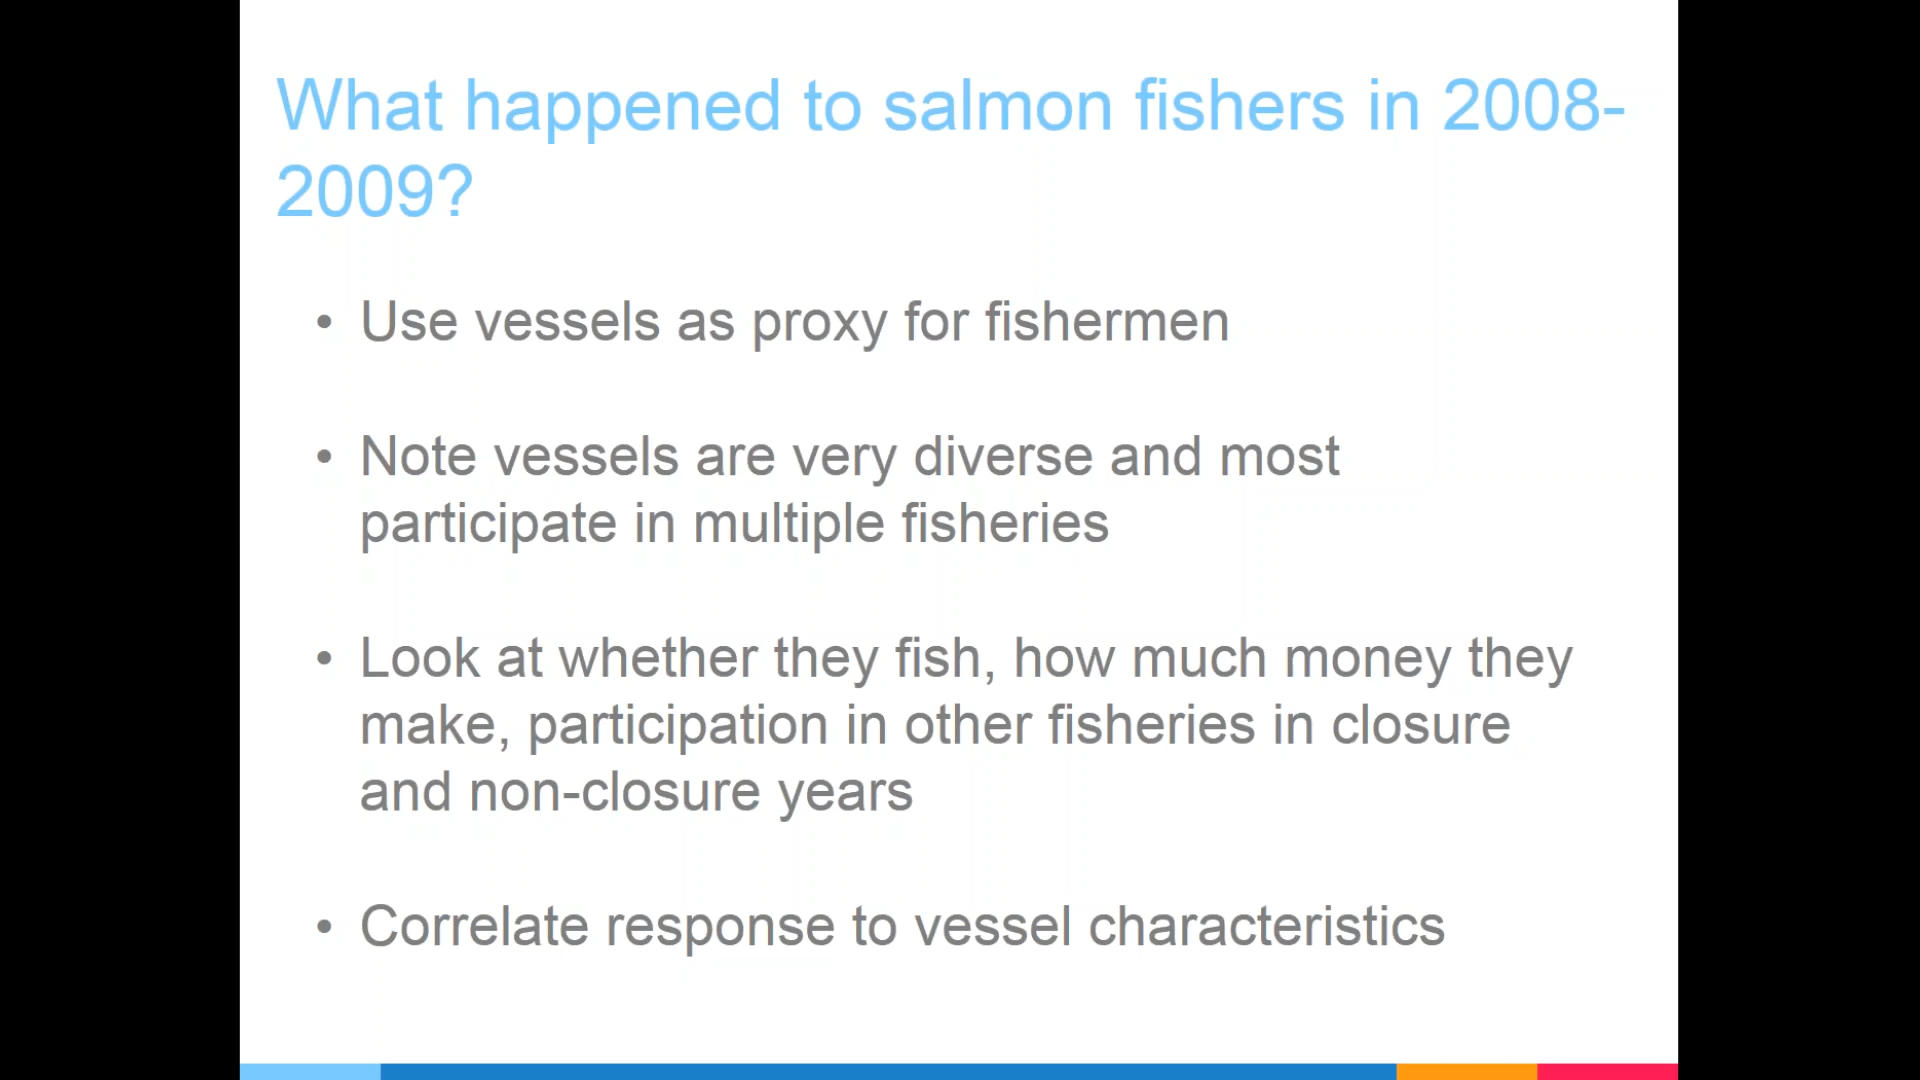 What happened to salmon fishers in 2008-
2009?
• Use vessels as proxy for fishermen
• Note vessels are very diverse and most
participate in multiple fisheries
• Look at whether they fish, how much money they
make, participation in other fisheries in closure
and non-closure years
• Correlate response to vessel characteristics